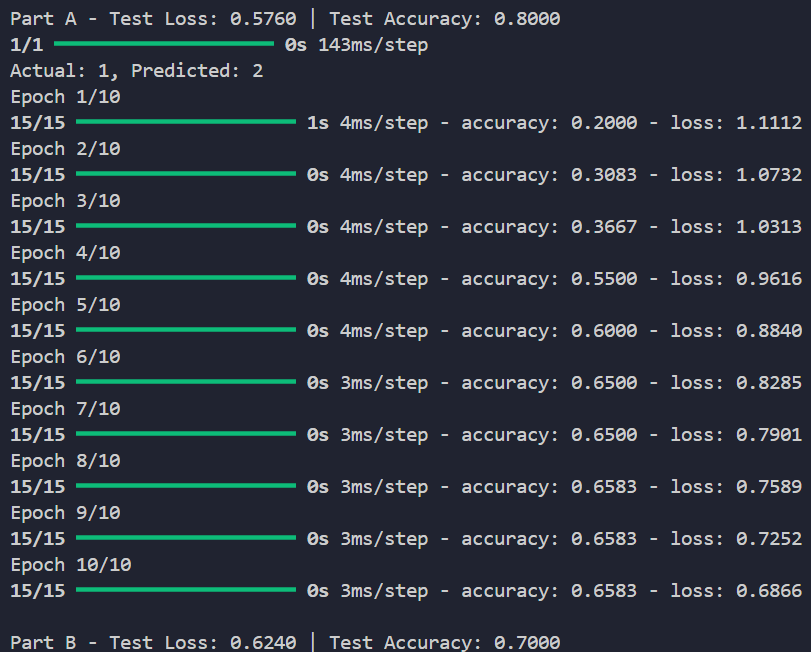 Part A - Test Loss: 0.5760 | Test Accuracy: 0.8000
1/1 0s 143ms/step
Actual: 1, Predicted: 2
Epoch 1/10
15/15 1s 4ms/step - accuracy: 0.2000 - loss: 1.1112
Epoch 2/10
15/15 0s 4ms/step - accuracy: 0.3083 - loss: 1.0732
Epoch 3/10
15/15 0s 4ms/step - accuracy: 0.3667 - loss: 1.0313
Epoch 4/10
15/15 0s 4ms/step - accuracy: 0.5500 - loss: 0.9616
Epoch 5/10
15/15 0s 4ms/step - accuracy: 0.6000 - loss: 0.8840
Epoch 6/10
15/15 0s 3ms/step - accuracy: 0.6500 - loss: 0.8285
Epoch 7/10
15/15 0s 3ms/step - accuracy: 0.6500 - loss: 0.7901
Epoch 8/10
15/15 0s 3ms/step - accuracy: 0.6583 - loss: 0.7589
Epoch 9/10
15/15 0s 3ms/step - accuracy: 0.6583 - loss: 0.7252
Epoch 10/10
15/15 0s 3ms/step - accuracy: 0.6583 - loss: 0.6866
Part B - Test Loss: 0.6240 | Test Accuracy: 0.7000